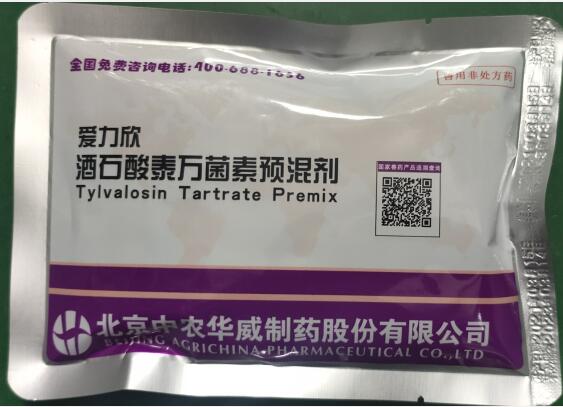 全国免费咨询电话:400-688-1656
兽用非处方药
爱力欣
酒石酸泰万菌素预混剂
Tylvalosin Tartrate Premix
国家兽药产品追溯查询
北京中农华威制药股份有限公司
BEIJING AGRICHINA PHARMACEUTICAL CO.,LTD